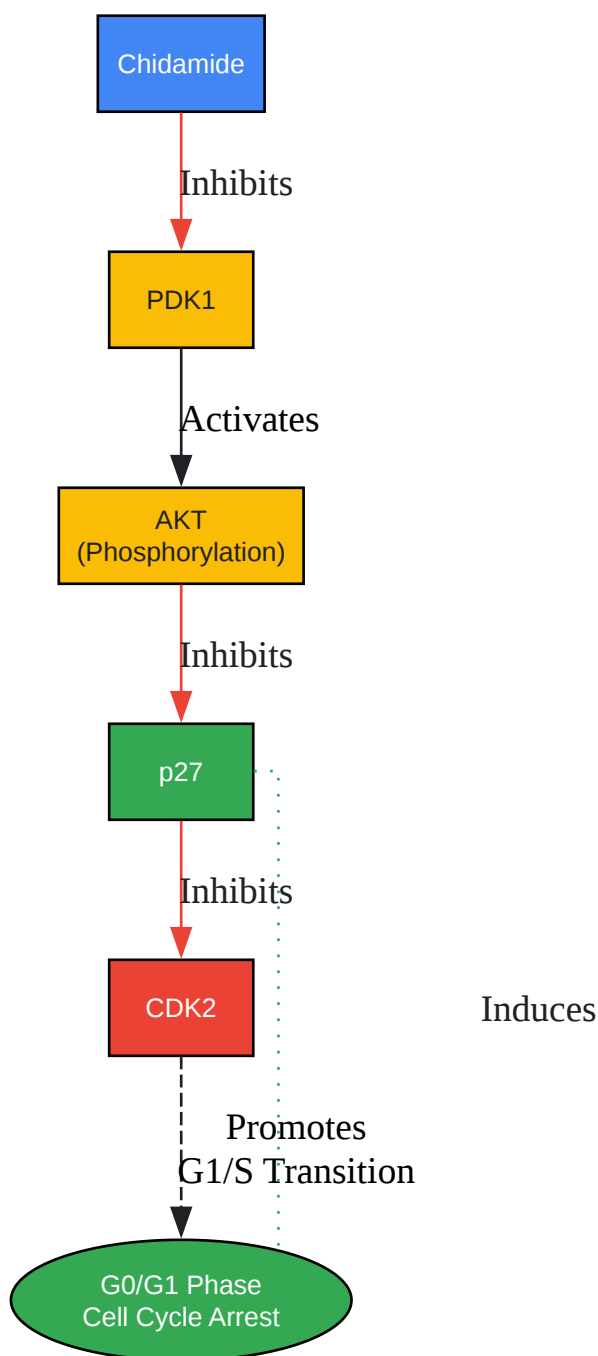 Chidamide
Inhibits
PDK1
Activates
AKT
(Phosphorylation)
Inhibits
p27
Inhibits
CDK2
Induces
Promotes
G1/S Transition
G0/G1 Phase
Cell Cycle Arrest